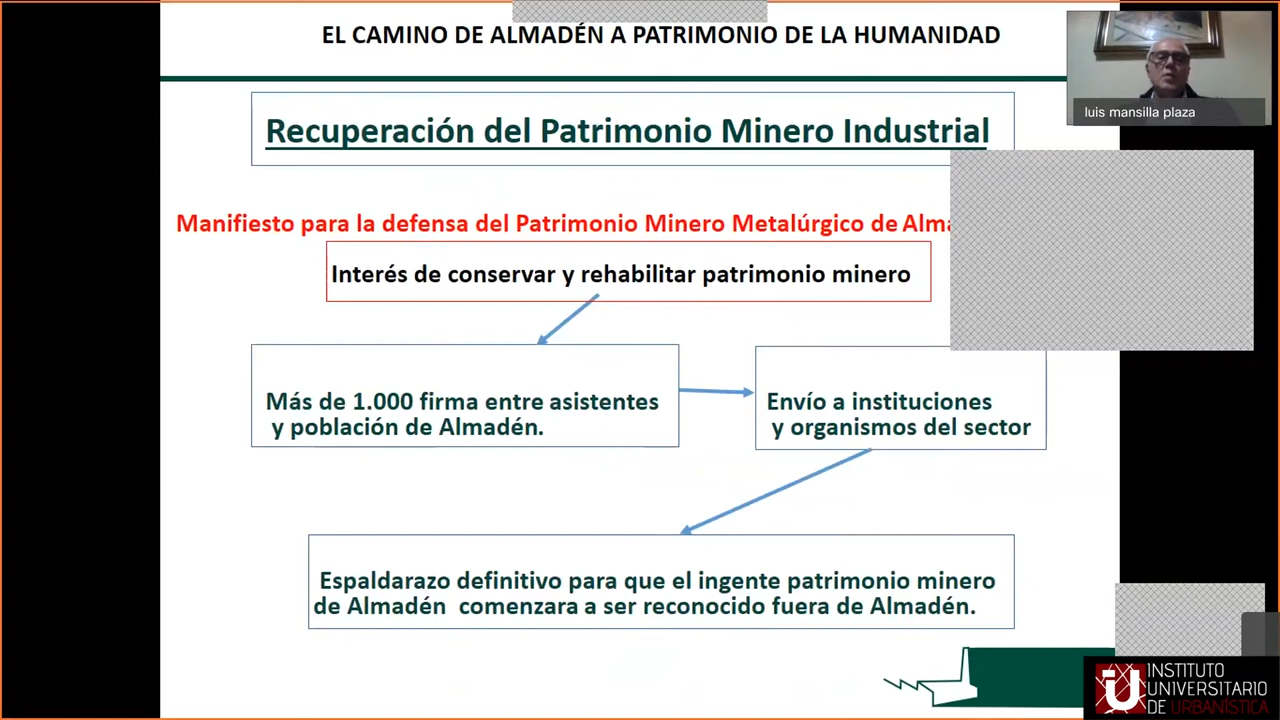 EL CAMINO DE ALMADÉN A PATRIMONIO DE LA HUMANIDAD
luis mansilla plaza
Recuperación del Patrimonio Minero Industrial
Manifiesto para la defensa del Patrimonio Minero Metalúrgico de
Interés de conservar y rehabilitar patrimonio minero
Más de 1.000 firma entre asistentes
y población de Almadén.
Envío a instituciones
y organismos del sector
Espaldarazo definitivo para que el ingente patrimonio minero
de Almadén comenzara a ser reconocido fuera de Almadén.
iU
INSTITUTO
UNIVERSITARIO
DE URBANÍSTICA